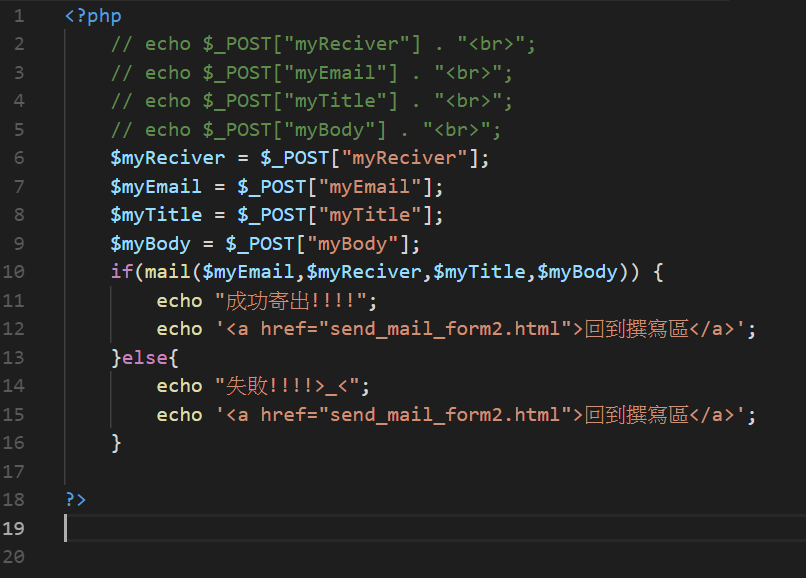 1 <?php
2 // echo $_POST["myReciver"] . "<br>";
3 // echo $_POST["myEmail"] . "<br>";
4 // echo $_POST["myTitle"] . "<br>";
5 // echo $_POST["myBody"] . "<br>";
6 $myReciver = $_POST["myReciver"];
7 $myEmail = $_POST["myEmail"];
8 $myTitle = $_POST["myTitle"];
9 $myBody = $_POST["myBody"];
10 if(mail($myEmail,$myReciver,$myTitle,$myBody)) {
11 echo "成功寄出!!!!";
12 echo '<a href="send_mail_form2.html">回到撰寫區</a>';
13 }else{
14 echo "失敗!!!!>_<";
15 echo '<a href="send_mail_form2.html">回到撰寫區</a>';
16 }
17
18 ?>
19
20